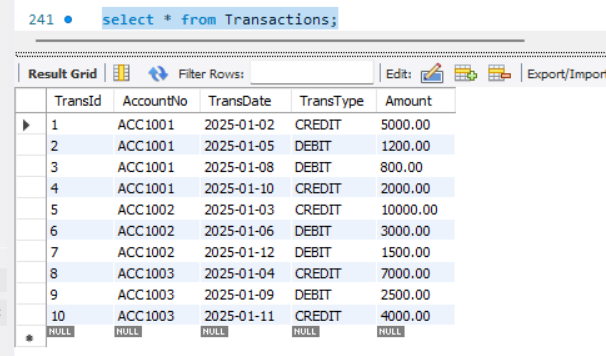 241 select * from Transactions;
Result Grid Filter Rows: Edit: Export/Import
TransId AccountNo TransDate TransType Amount
1 ACC1001 2025-01-02 CREDIT 5000.00
2 ACC1001 2025-01-05 DEBIT 1200.00
3 ACC1001 2025-01-08 DEBIT 800.00
4 ACC1001 2025-01-10 CREDIT 2000.00
5 ACC1002 2025-01-03 CREDIT 10000.00
6 ACC1002 2025-01-06 DEBIT 3000.00
7 ACC1002 2025-01-12 DEBIT 1500.00
8 ACC1003 2025-01-04 CREDIT 7000.00
9 ACC1003 2025-01-09 DEBIT 2500.00
10 ACC1003 2025-01-11 CREDIT 4000.00
NULL NULL NULL NULL NULL